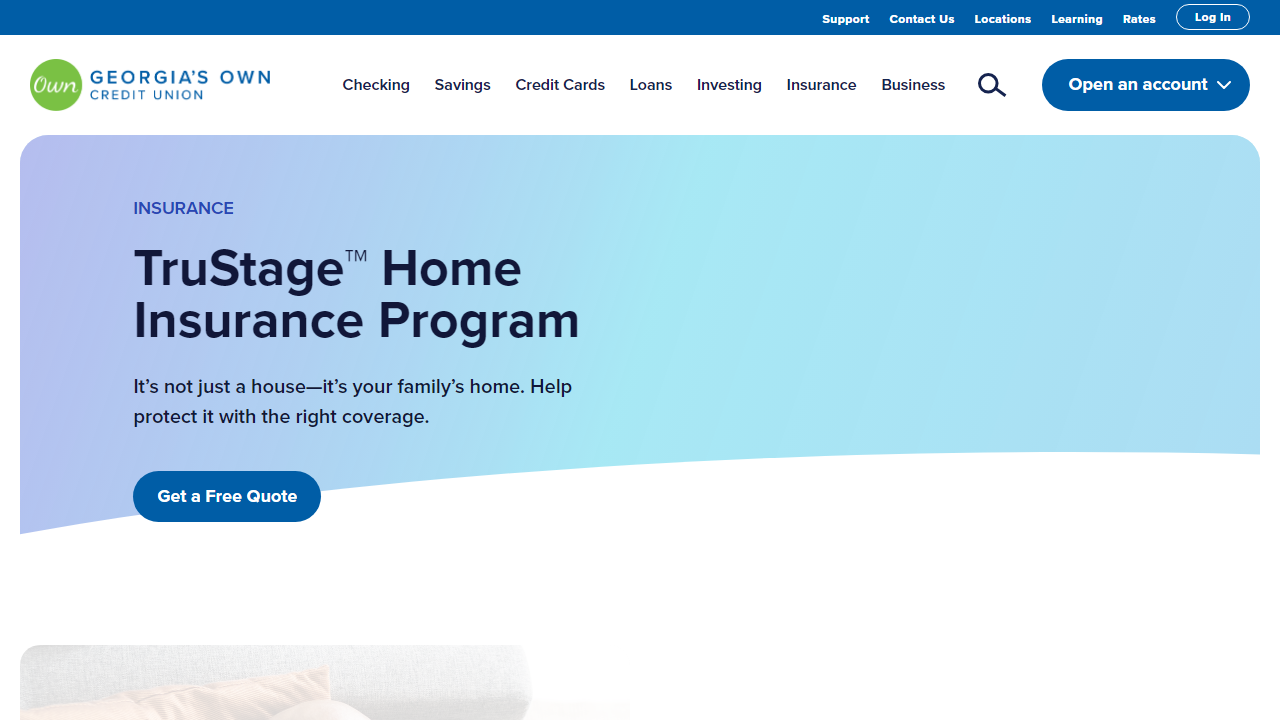 Support Contact Us Locations Learning Rates Log In
Own GEORGIA'S OWN
CREDIT UNION
Checking Savings Credit Cards Loans Investing Insurance Business Open an account
INSURANCE
TruStage™ Home
Insurance Program
It’s not just a house—it’s your family’s home. Help
protect it with the right coverage.
Get a Free Quote